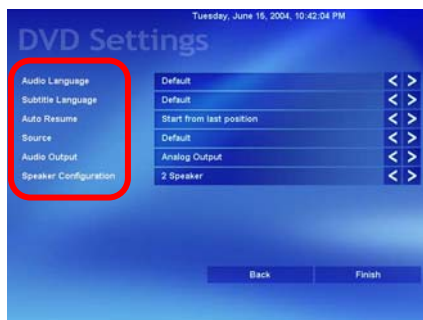 Tuesday, June 15, 2004, 10:42:04 PM
DVD Settings
Audio Language Default < >
Subtitle Language Default < >
Auto Resume Start from last position < >
Source Default < >
Audio Output Analog Output < >
Speaker Configuration 2 Speaker < >
Back Finish